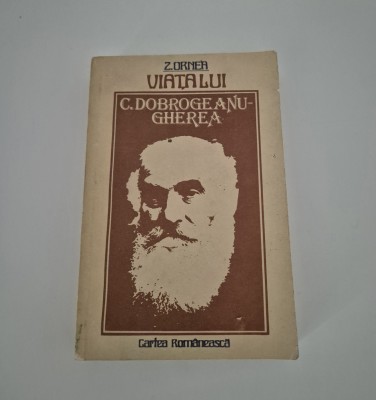 Z. ORNEA
VIAȚA LUI
C. DOBROGEANU-
GHEREA
Cartea Românească